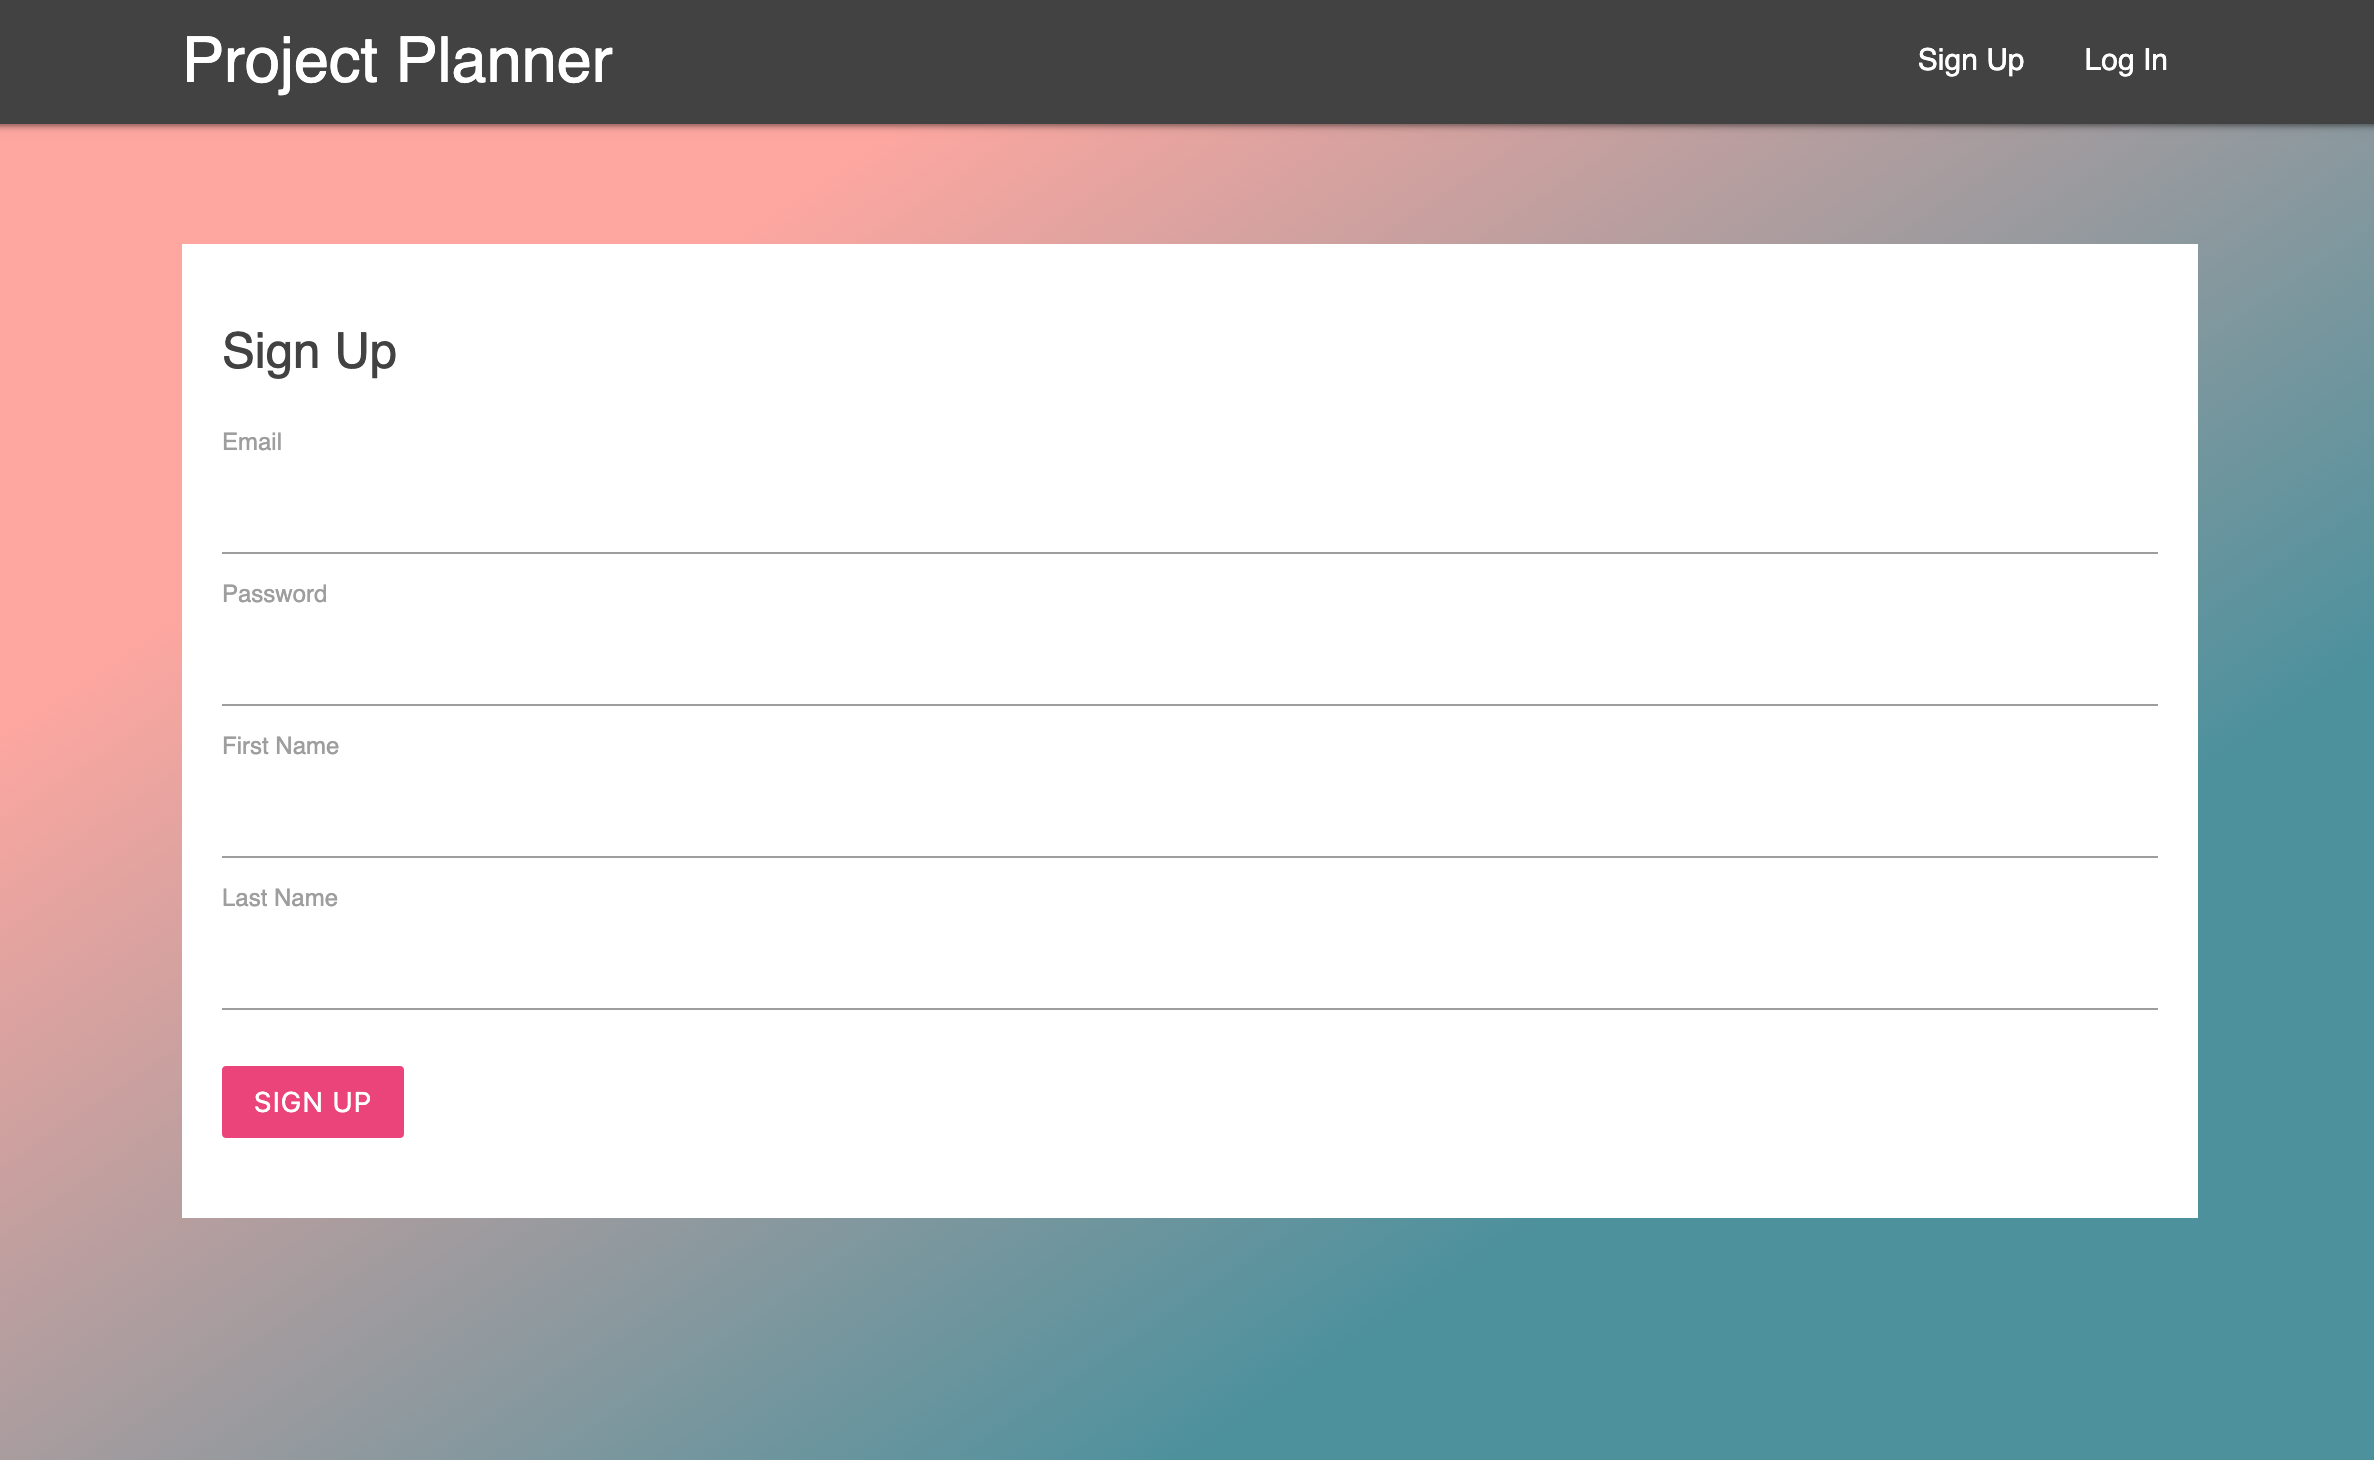 Project Planner
Sign Up
Log In
Sign Up
Email
Password
First Name
Last Name
SIGN UP